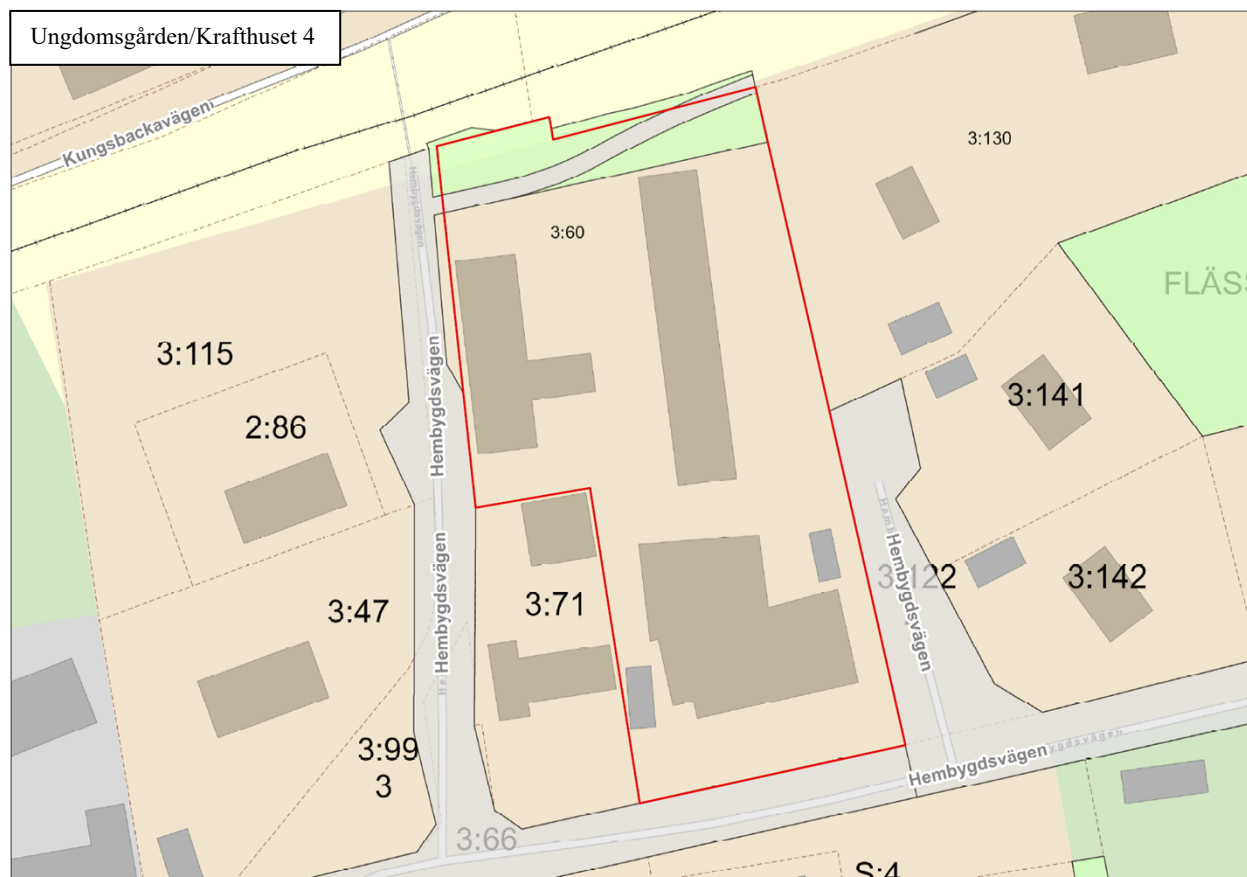 Ungdomsgården/Krafthuset 4
Kungsbackavägen
Hembygdsvägen
3:130
3:60
FLÄSS
3:115
Hembygdsvägen
2:86
3:141
Hembygdsvägen
3:122
Hembygdsvägen
3:142
3:71
3:47
3:99
3
Hembygdsvägen
3:66
S:4